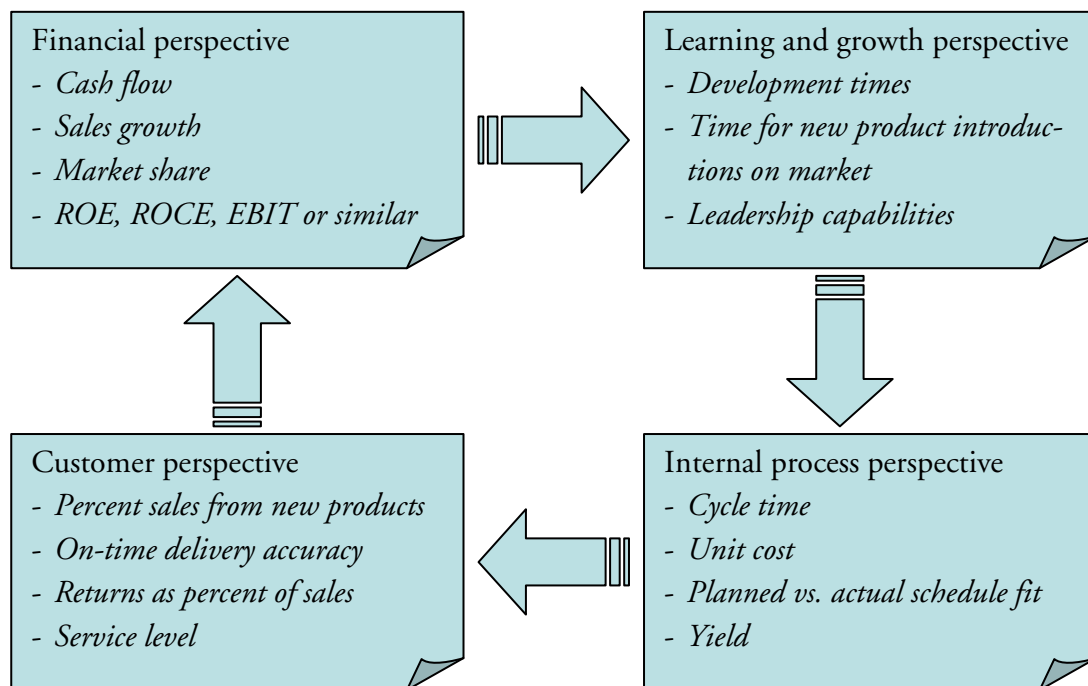 Financial perspective
- Cash flow
- Sales growth
- Market share
- ROE, ROCE, EBIT or similar
Learning and growth perspective
- Development times
- Time for new product introduc-
tions on market
- Leadership capabilities
Customer perspective
- Percent sales from new products
- On-time delivery accuracy
- Returns as percent of sales
- Service level
Internal process perspective
- Cycle time
- Unit cost
- Planned vs. actual schedule fit
- Yield